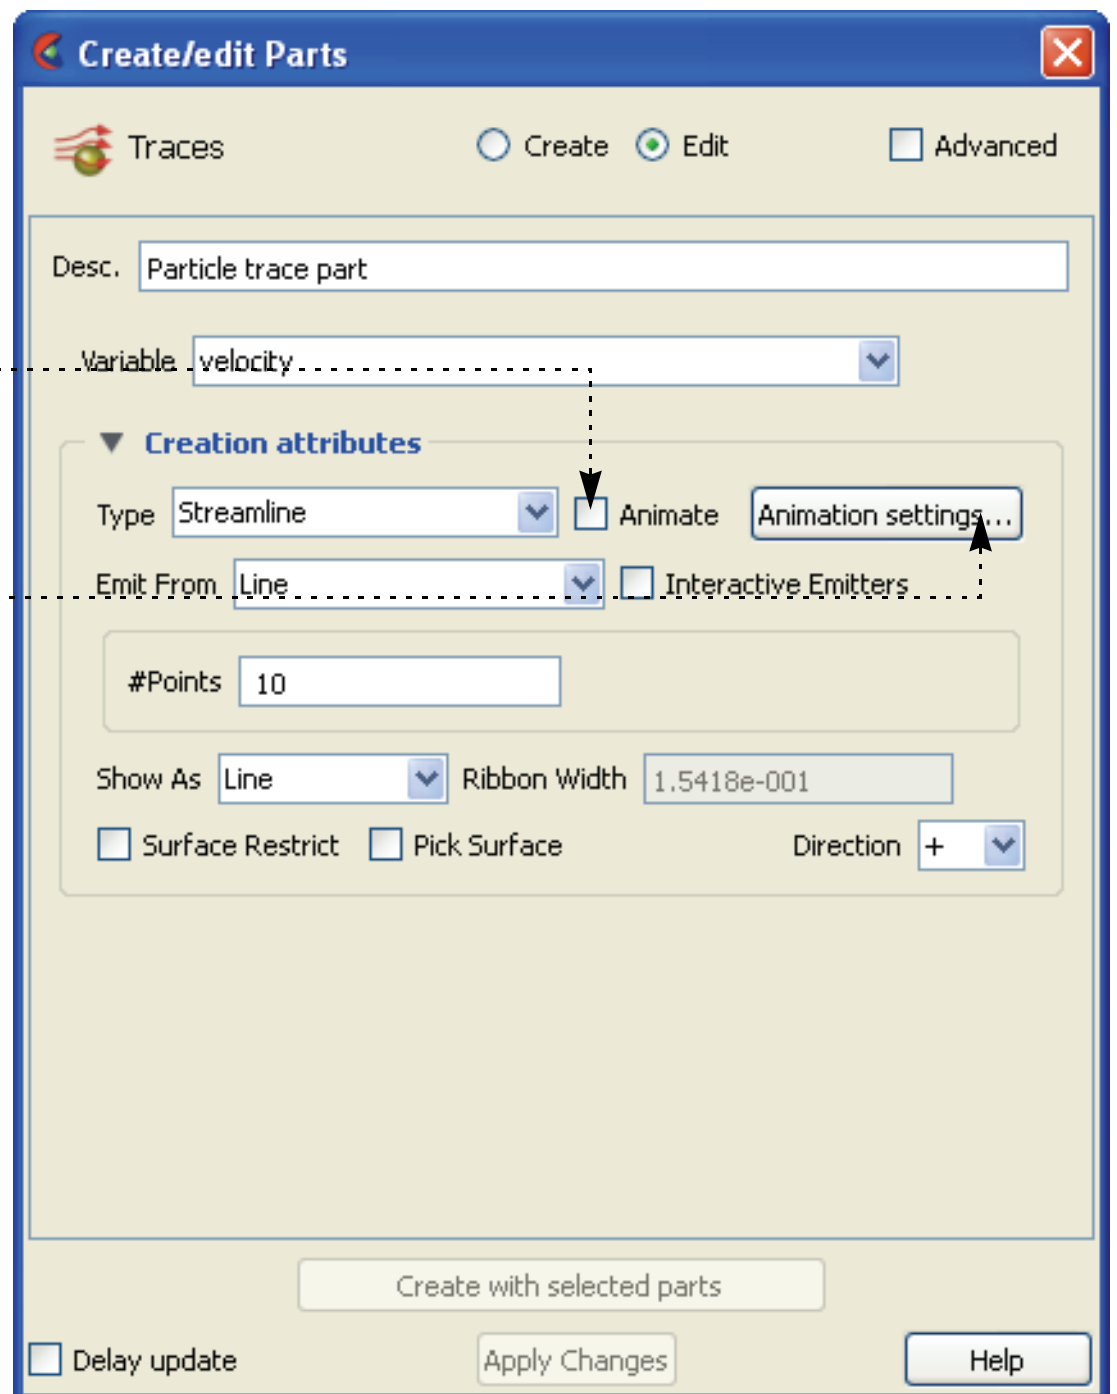 Create/edit Parts
Traces Create Edit Advanced
Desc. Particle trace part
Variable velocity
Creation attributes
Type Streamline Animate Animation settings...
Emit From Line Interactive Emitters
#Points 10
Show As Line Ribbon Width 1.5418e-001
Surface Restrict Pick Surface Direction +
Create with selected parts
Delay update Apply Changes Help